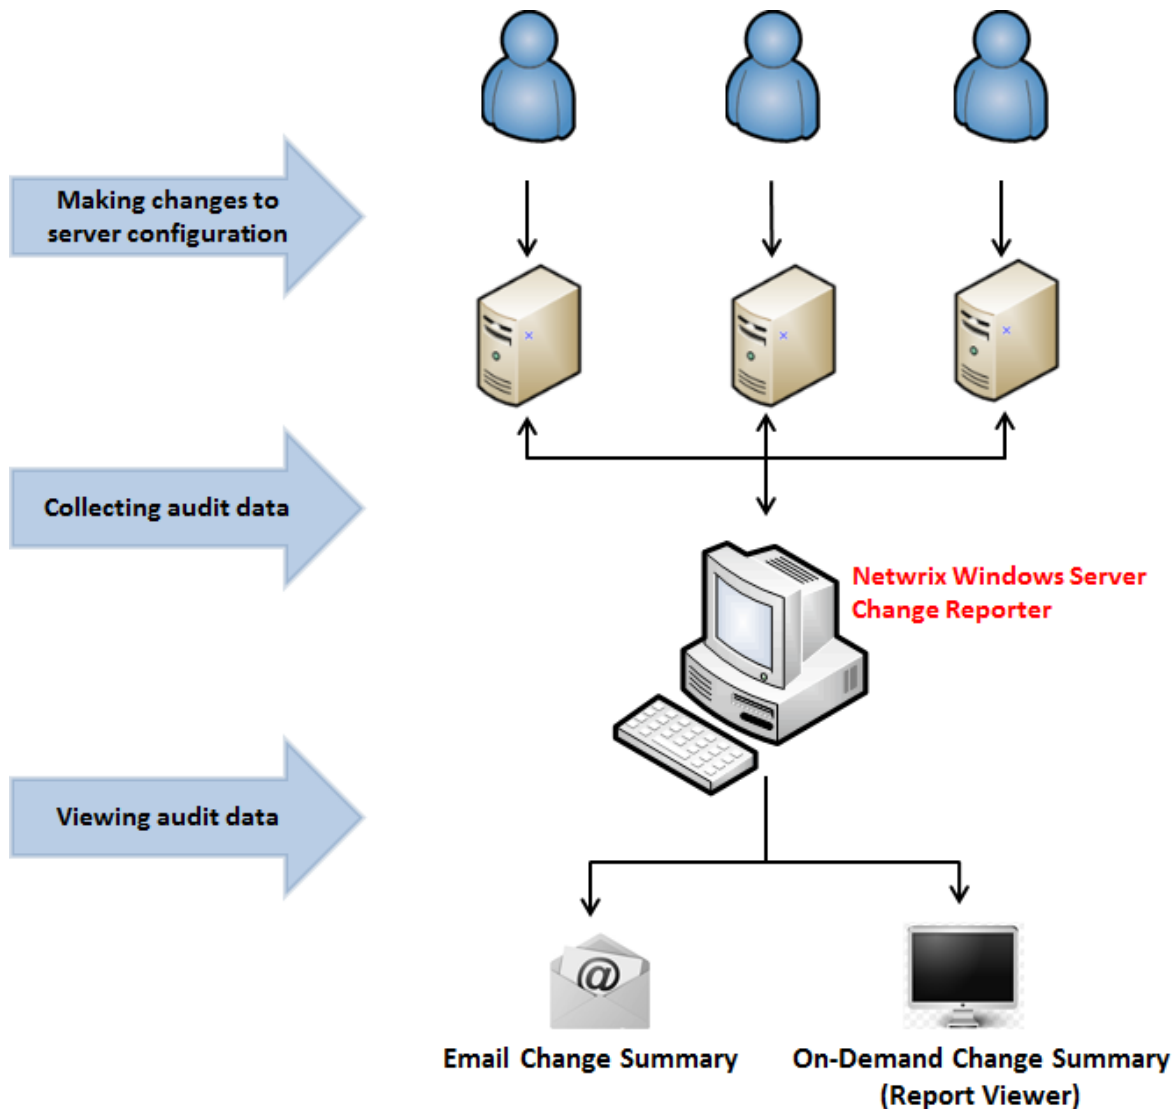 Making changes to
server configuration
Collecting audit data
Netwrix Windows Server
Change Reporter
Viewing audit data
@
Email Change Summary
On-Demand Change Summary
(Report Viewer)